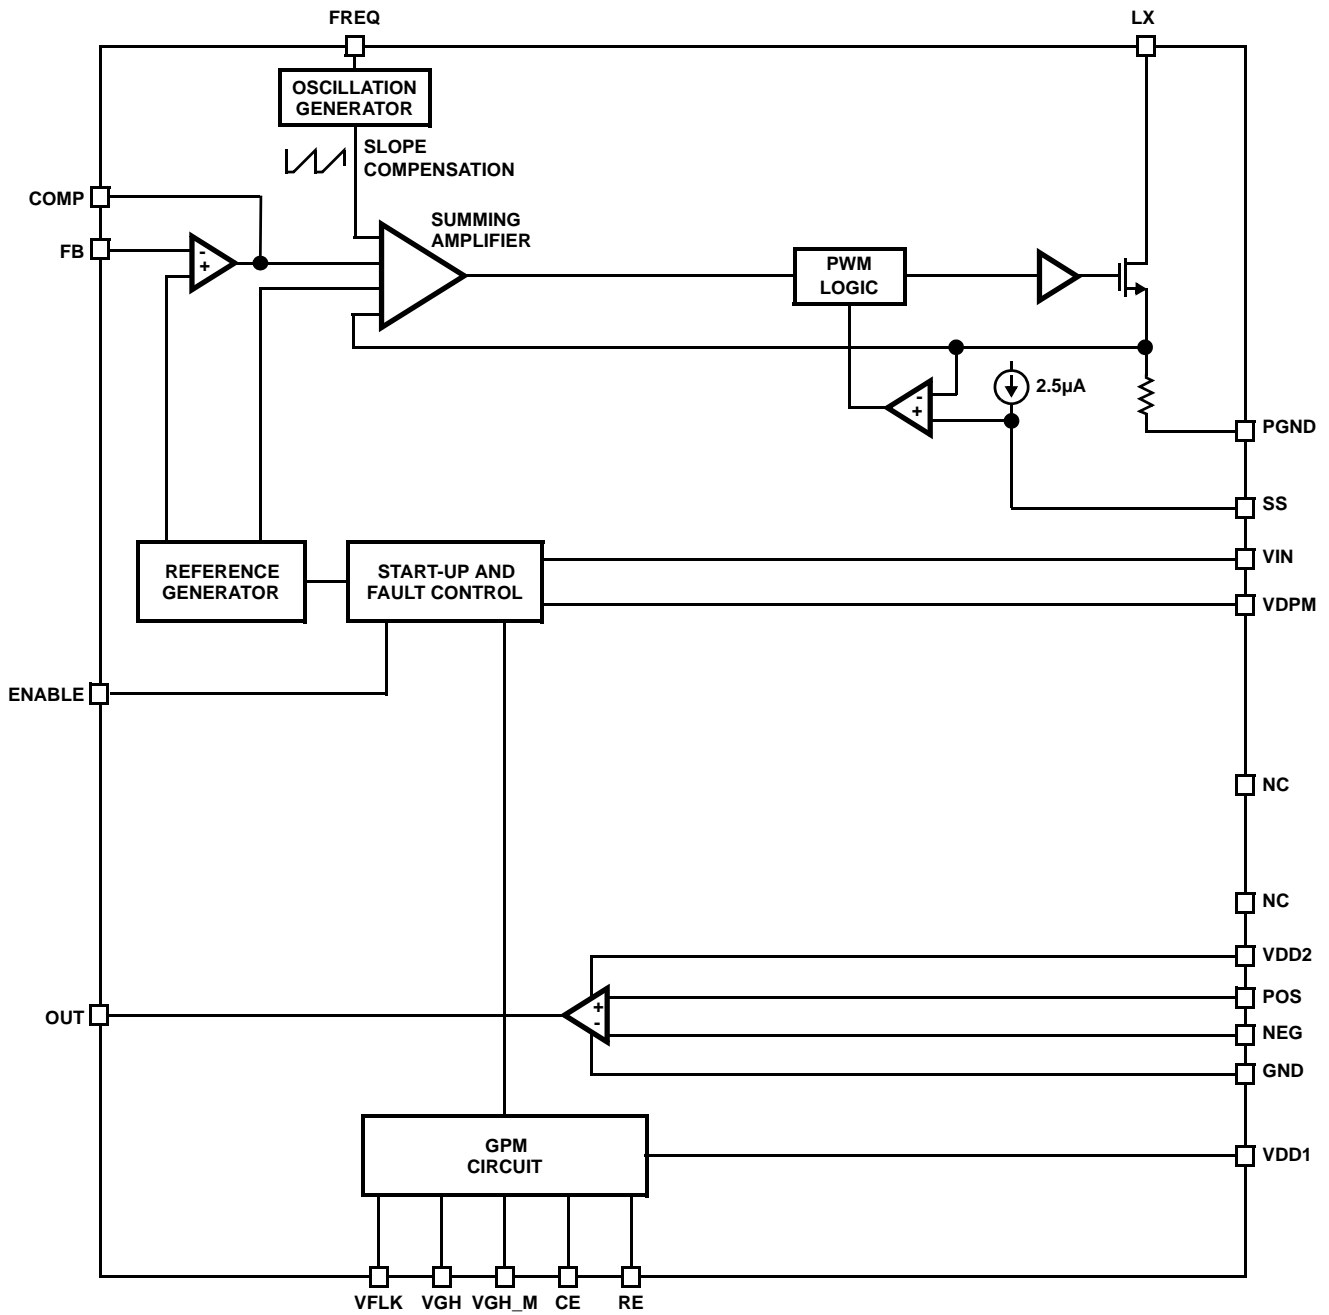 FREQ
LX
OSCILLATION
GENERATOR
SLOPE
COMPENSATION
COMP
SUMMING
AMPLIFIER
FB
-
+
PWM
LOGIC
2.5µA
-
+
PGND
SS
REFERENCE
GENERATOR
START-UP AND
FAULT CONTROL
VIN
VDPM
ENABLE
NC
NC
VDD2
POS
OUT
+
-
NEG
GND
GPM
CIRCUIT
VDD1
VFLK
VGH
VGH_M
CE
RE